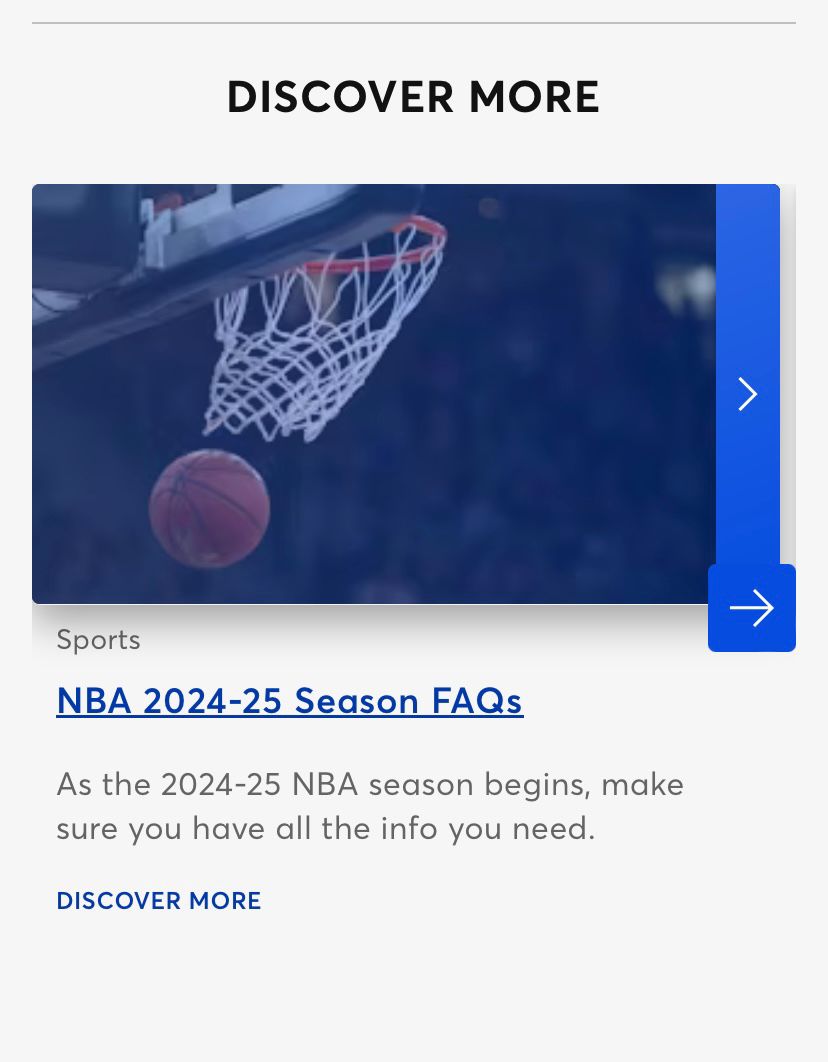 DISCOVER MORE
Sports
NBA 2024-25 Season FAQs
As the 2024-25 NBA season begins, make
sure you have all the info you need.
DISCOVER MORE